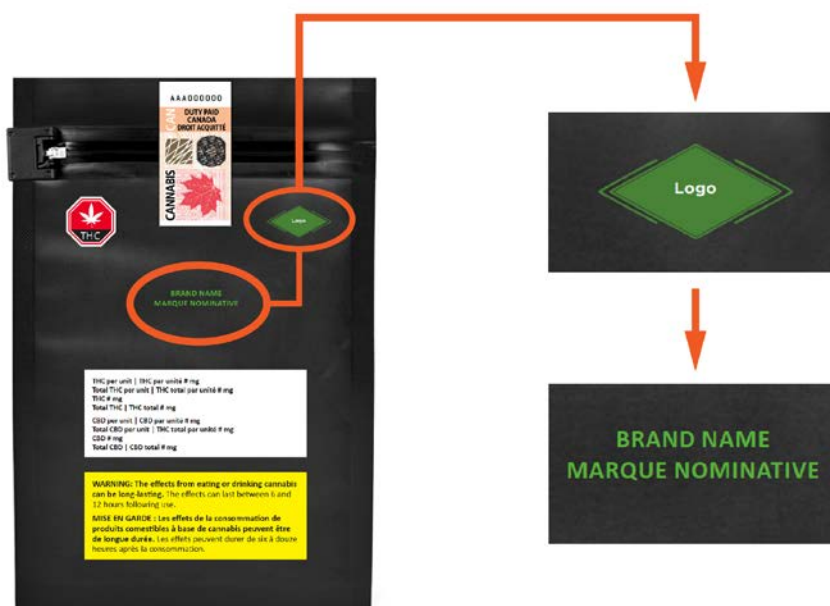 AAA000000
CAN
DUTY PAID
CANADA
DROIT ACQUITTÉ
CANNABIS
THC
Logo
BRAND NAME
MARQUE NOMINATIVE
THC per unit | THC par unité # mg
Total THC per unit | THC total par unité # mg
THC # mg
Total THC | THC total # mg
CBD per unit | CBD par unité # mg
Total CBD per unit | THC total par unité # mg
CBD # mg
Total CBD | CBD total # mg
WARNING: The effects from eating or drinking cannabis
can be long-lasting. The effects can last between 6 and
12 hours following use.
MISE EN GARDE : Les effets de la consommation de
produits comestibles à base de cannabis peuvent être
de longue durée. Les effets peuvent durer de six à douze
heures après la consommation.
Logo
BRAND NAME
MARQUE NOMINATIVE